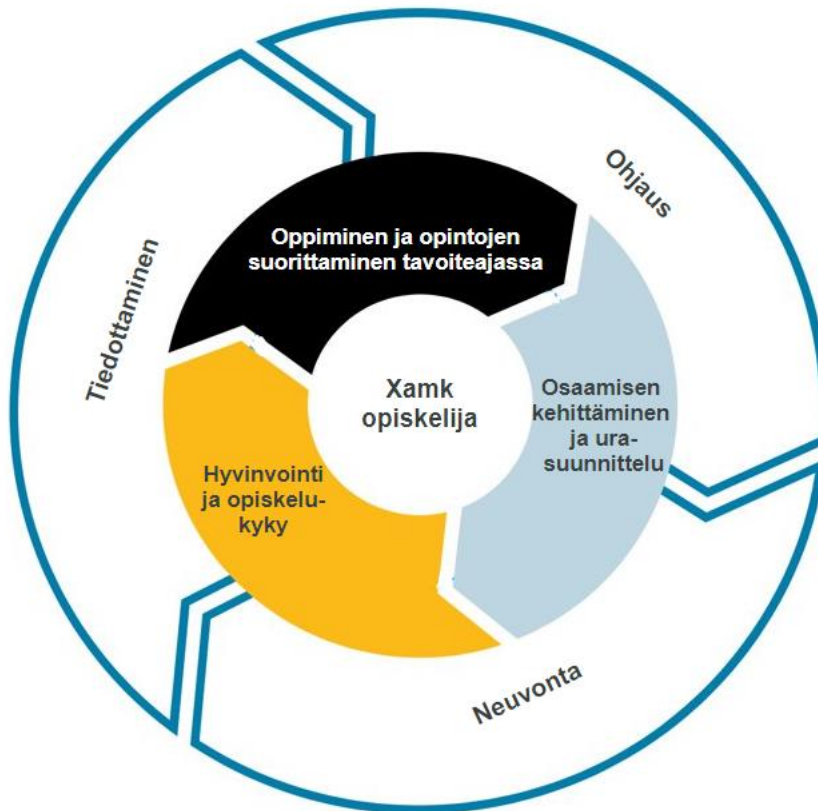 Ohjaus
Oppiminen ja opintojen
suorittaminen tavoiteajassa
Tiedottaminen
Xamk
opiskelija
Osaamisen
kehittäminen
ja ura-
suunnittelu
Hyvinvointi
ja opiskelu-
kyky
Neuvonta